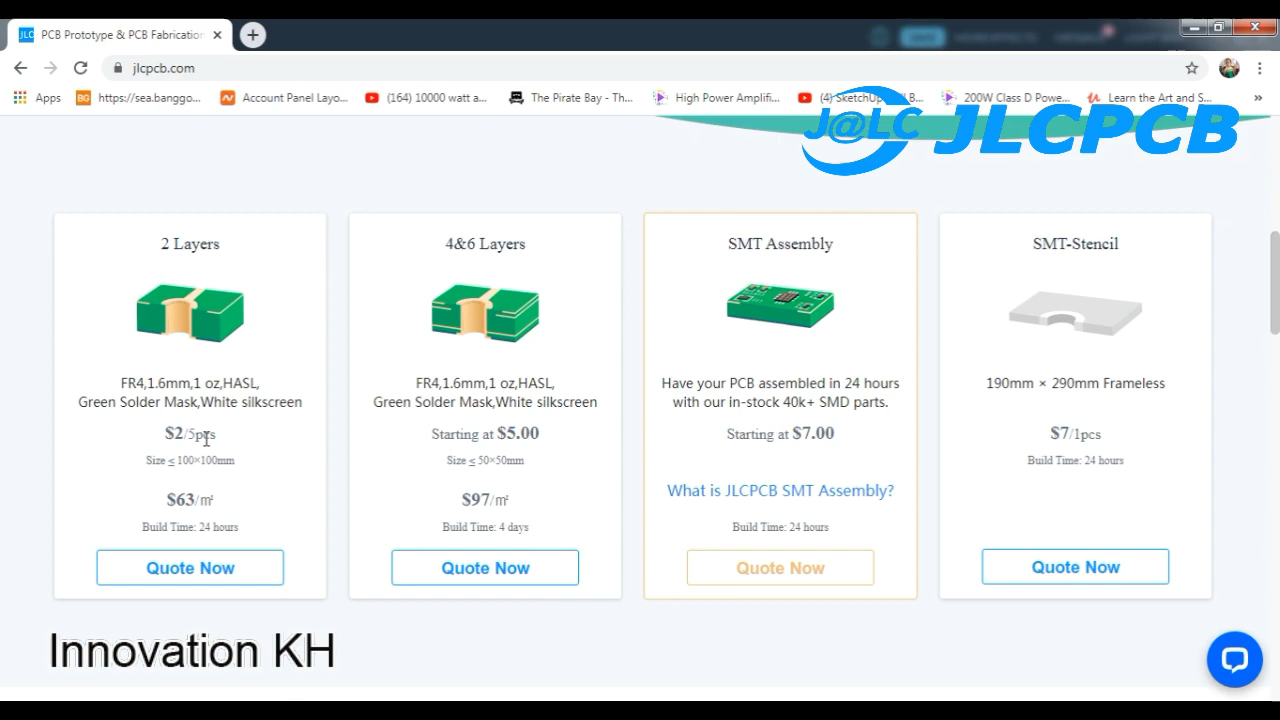 JLC PCB Prototype & PCB Fabrication
jlcpcb.com
Apps https://sea.banggo... Account Panel Layo... (164) 10000 watt a... The Pirate Bay - Th... High Power Amplifi... 200W Class D Powe... Learn the Art and S... »
J@LC JLCPCB
2 Layers
FR4,1.6mm,1 oz,HASL,
Green Solder Mask,White silkscreen
$2/5pcs
Size ≤ 100×100mm
$63/㎡
Build Time: 24 hours
Quote Now
4&6 Layers
FR4,1.6mm,1 oz,HASL,
Green Solder Mask,White silkscreen
Starting at $5.00
Size ≤ 50×50mm
$97/㎡
Build Time: 4 days
Quote Now
SMT Assembly
Have your PCB assembled in 24 hours
with our in-stock 40k+ SMD parts.
Starting at $7.00
What is JLCPCB SMT Assembly?
Build Time: 24 hours
Quote Now
SMT-Stencil
190mm × 290mm Frameless
$7/1pcs
Build Time: 24 hours
Quote Now
Innovation KH